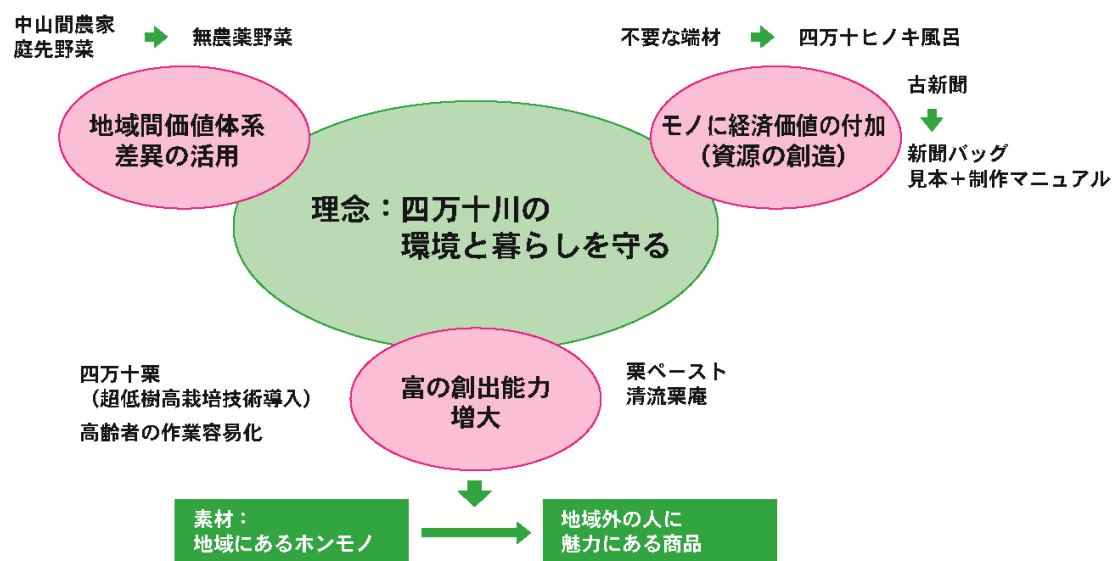 中山間農家
庭先野菜
無農薬野菜
地域間価値体系
差異の活用
不要な端材
四万十ヒノキ風呂
モノに経済価値の付加
（資源の創造）
古新聞
新聞バッグ
見本＋制作マニュアル
理念：四万十川の
環境と暮らしを守る
四万十栗
（超低樹高栽培技術導入）
高齢者の作業容易化
富の創出能力
増大
栗ペースト
清流栗庵
素材：
地域にあるホンモノ
地域外の人に
魅力にある商品